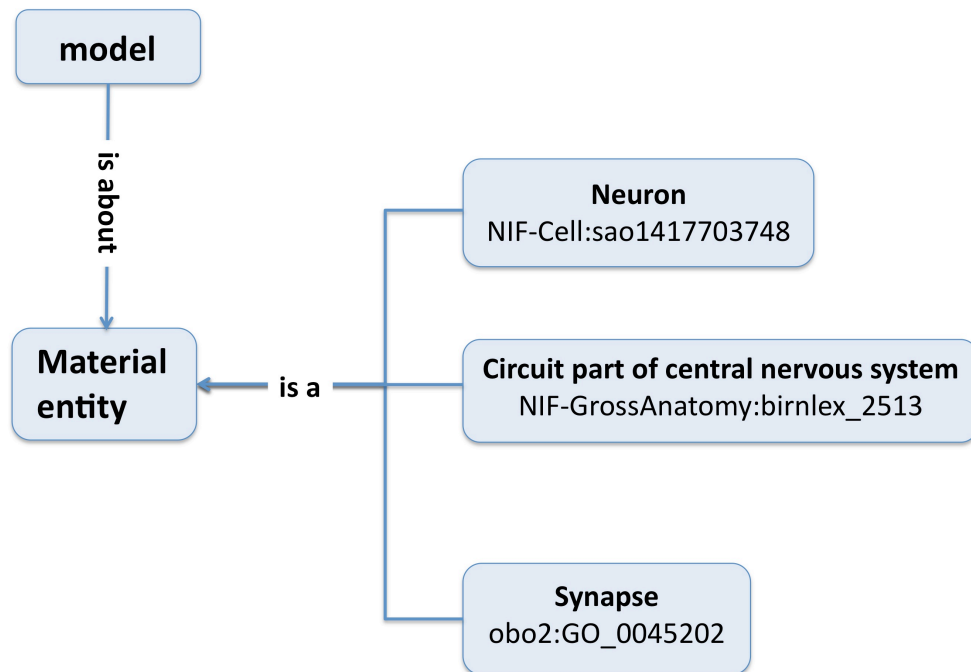 model
is about
Material
entity
is a
Neuron
NIF-Cell:sao1417703748
Circuit part of central nervous system
NIF-GrossAnatomy:birnlex_2513
Synapse
obo2:GO_0045202